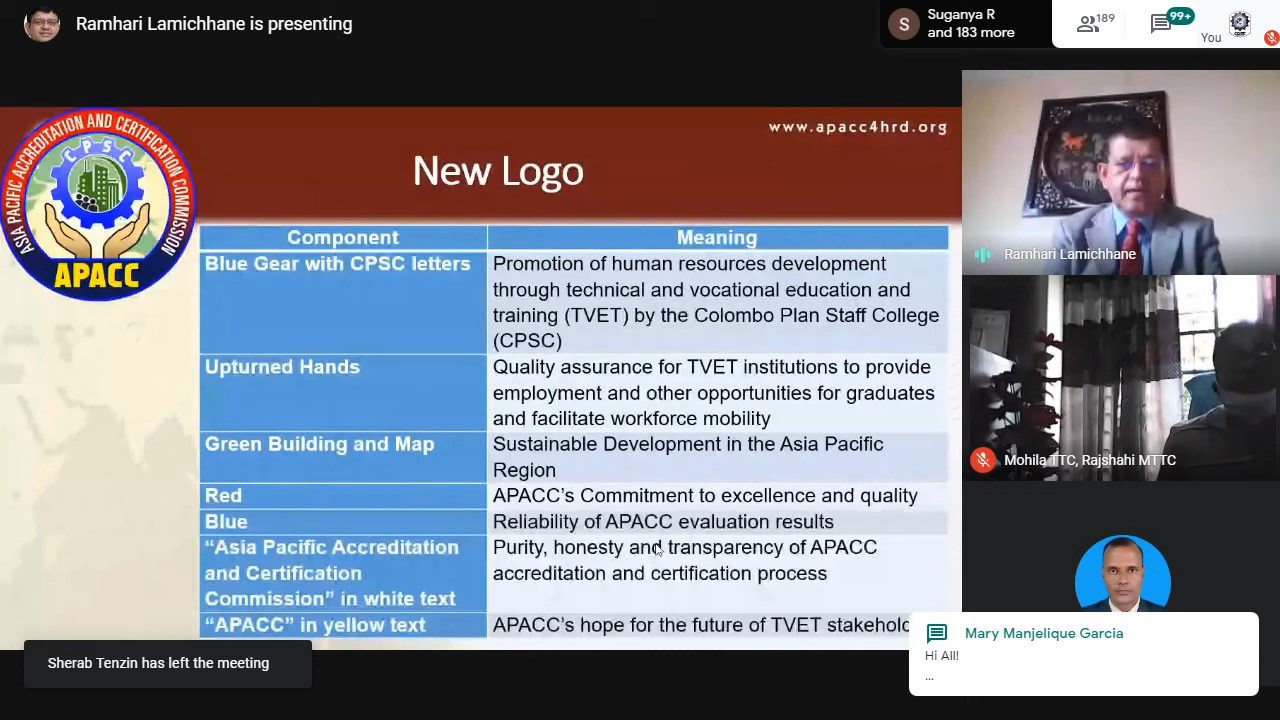 Ramhari Lamichhane is presenting
S
Suganya R
and 183 more
189
99+
You
www.apacc4hrd.org
New Logo
ASIA PACIFIC ACCREDITATION AND CERTIFICATION COMMISSION
CPSC
APACC
Component
Meaning
Blue Gear with CPSC letters
Promotion of human resources development
through technical and vocational education and
training (TVET) by the Colombo Plan Staff College
(CPSC)
Upturned Hands
Quality assurance for TVET institutions to provide
employment and other opportunities for graduates
and facilitate workforce mobility
Green Building and Map
Sustainable Development in the Asia Pacific
Region
Red
APACC's Commitment to excellence and quality
Blue
Reliability of APACC evaluation results
“Asia Pacific Accreditation
and Certification
Commission” in white text
Purity, honesty and transparency of APACC
accreditation and certification process
“APACC” in yellow text
APACC's hope for the future of TVET
Ramhari Lamichhane
Mohila TTC, Rajshahi MTTC
Mary Manjelique Garcia
Hi All!
...
Sherab Tenzin has left the meeting